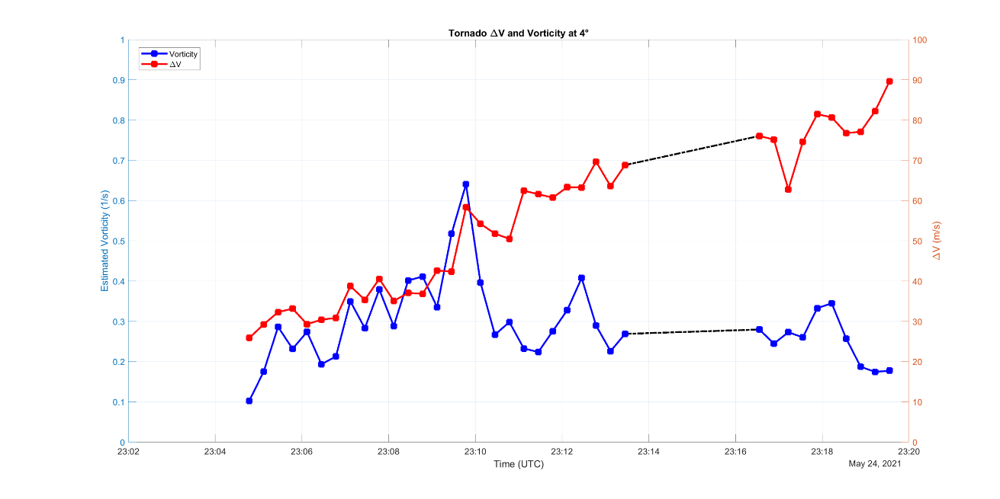 Tornado ΔV and Vorticity at 4°
Vorticity
ΔV
1
0.9
0.8
0.7
0.6
0.5
0.4
0.3
0.2
0.1
0
Estimated Vorticity (1/s)
100
90
80
70
60
50
40
30
20
10
0
ΔV (m/s)
23:02 23:04 23:06 23:08 23:10 23:12 23:14 23:16 23:18 23:20
Time (UTC)
May 24, 2021